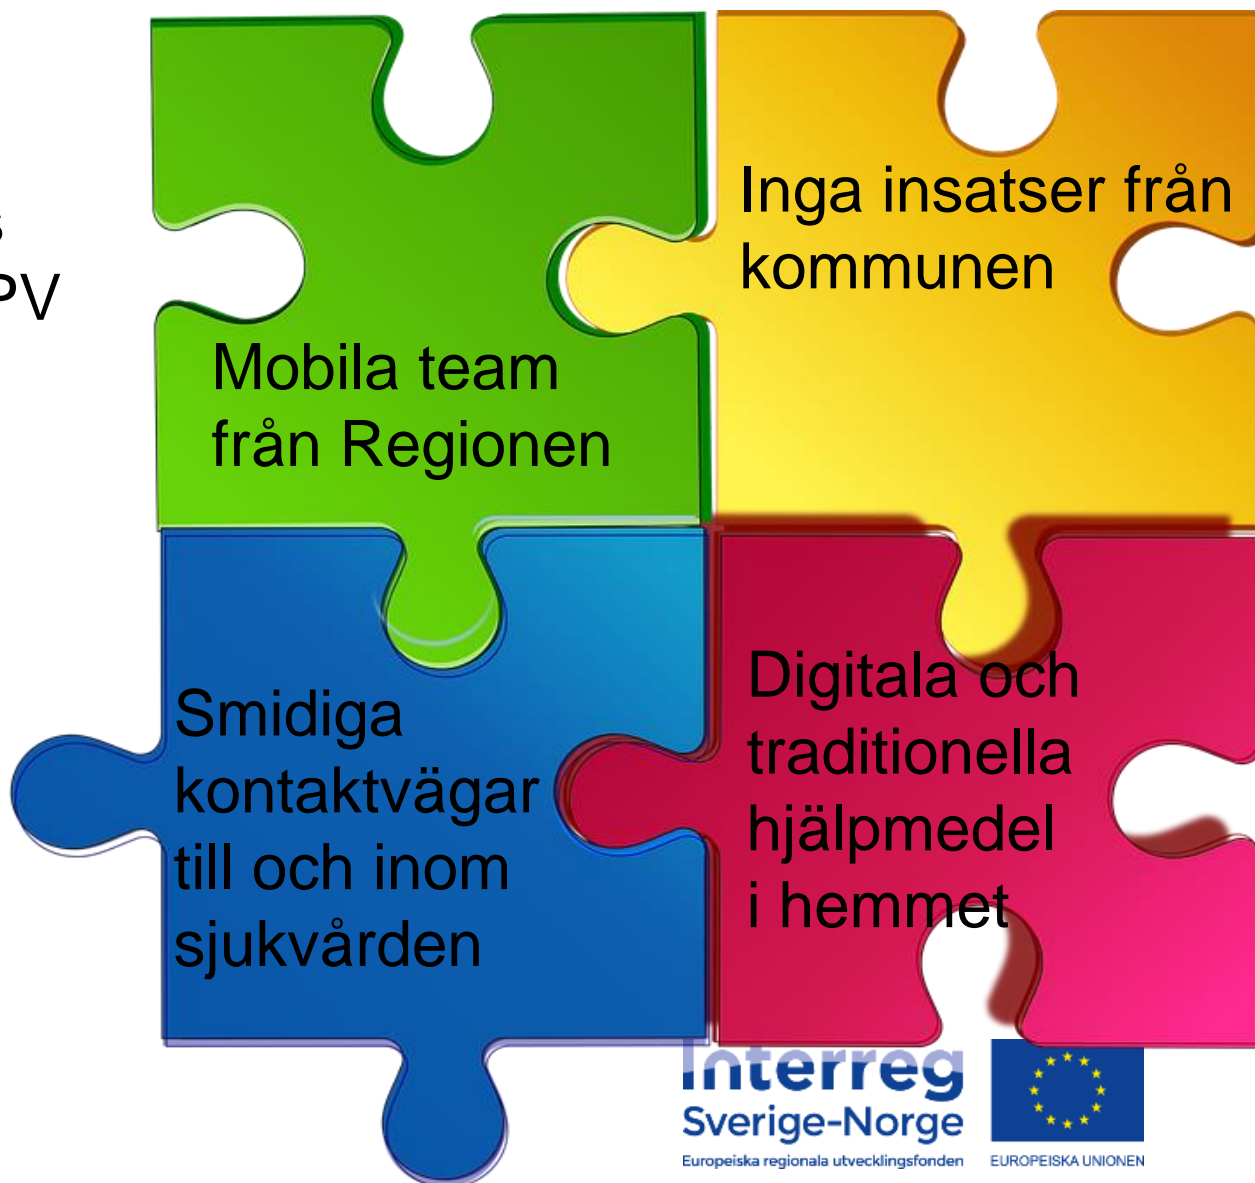 PV
Inga insatser från
kommunen
Mobila team
från Regionen
Smidiga
kontaktvägar
till och inom
sjukvården
Digitala och
traditionella
hjälpmedel
i hemmet
Interreg
Sverige-Norge
Europeiska regionala utvecklingsfonden
EUROPEISKA UNIONEN